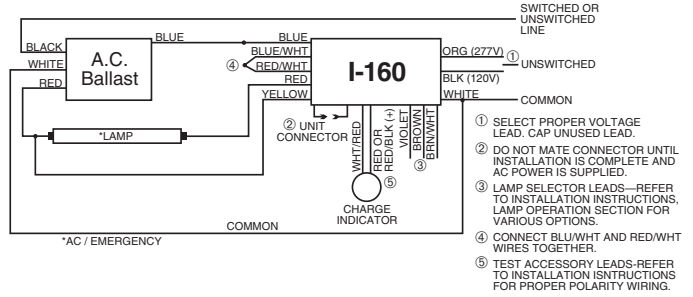 SWITCHED OR
UNSWITCHED
LINE
BLACK
WHITE
RED
A.C.
Ballast
BLUE
BLUE
BLUE/WHT
④
RED/WHT
RED
YELLOW
I-160
ORG (277V)
①
UNSWITCHED
BLK (120V)
WHITE
COMMON
*LAMP
② UNIT
CONNECTOR
WHT/RED
RED OR
RED/BLK (+)
⑤
VIOLET
BROWN
BRN/WHT
③
CHARGE
INDICATOR
COMMON
*AC / EMERGENCY
① SELECT PROPER VOLTAGE
LEAD. CAP UNUSED LEAD.
② DO NOT MATE CONNECTOR UNTIL
INSTALLATION IS COMPLETE AND
AC POWER IS SUPPLIED.
③ LAMP SELECTOR LEADS—REFER
TO INSTALLATION INSTRUCTIONS,
LAMP OPERATION SECTION FOR
VARIOUS OPTIONS.
④ CONNECT BLU/WHT AND RED/WHT
WIRES TOGETHER.
⑤ TEST ACCESSORY LEADS-REFER
TO INSTALLATION ISNTRUCTIONS
FOR PROPER POLARITY WIRING.